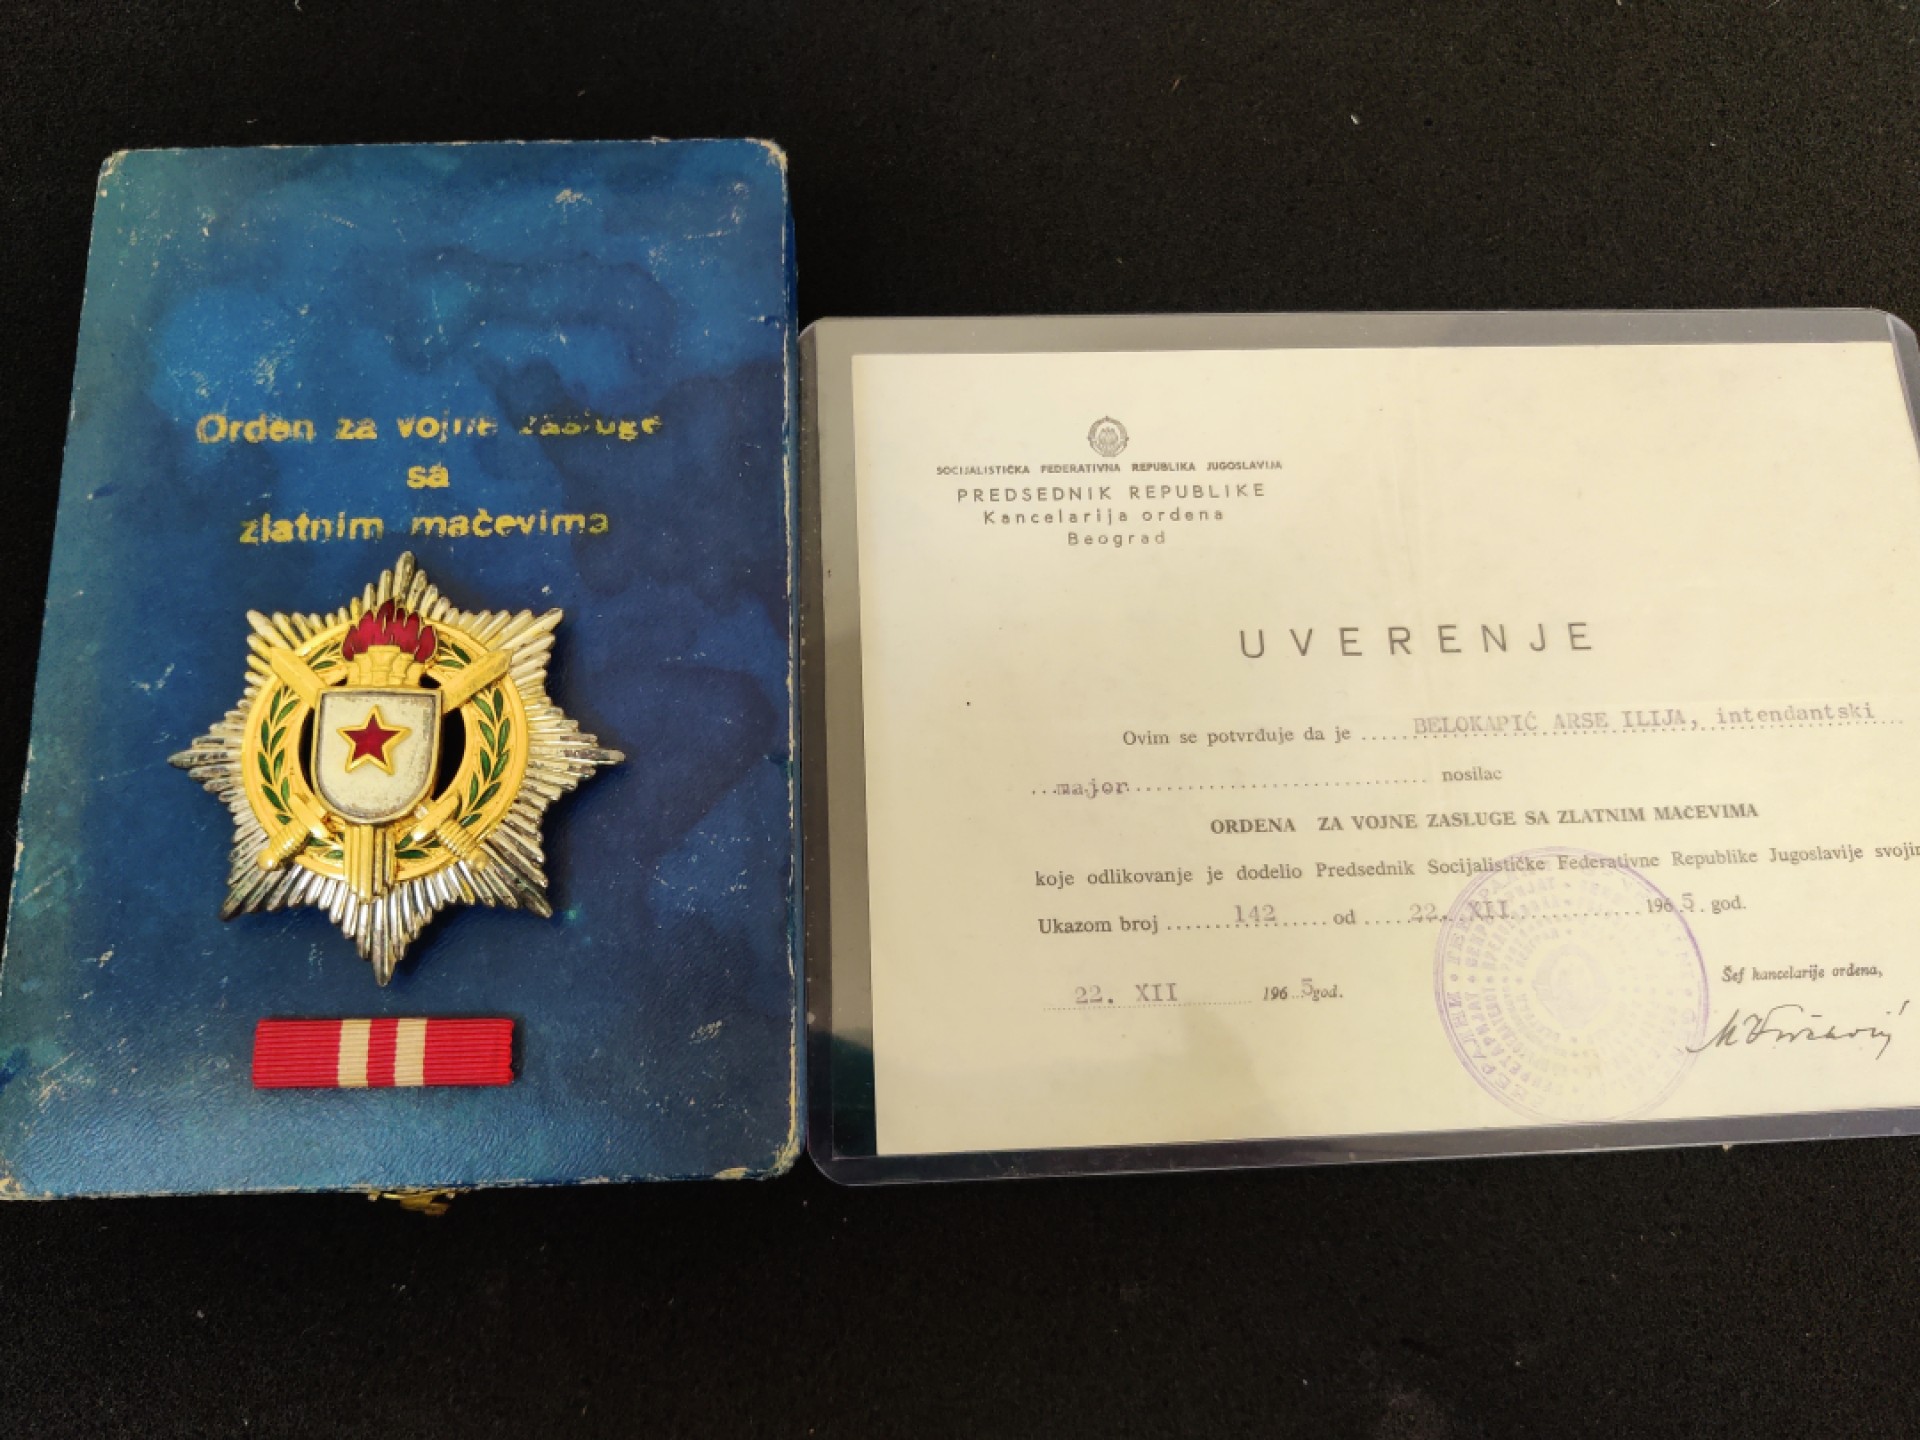 Orden za vojne zasluge
sa
zlatnim mačevima
SOCIJALISTIČKA FEDERATIVNA REPUBLIKA JUGOSLAVIJA
PREDSEDNIK REPUBLIKE
Kancelarija ordena
Beograd
UVERENJE
Ovim se potvrđuje da je BELOKAPIĆ ARSE ILIJA, intendantski
major nosilac
ORDENA ZA VOJNE ZASLUGE SA ZLATNIM MAČEVIMA
koje odlikovanje je dodelio Predsednik Socijalističke Federativne Republike Jugoslavije svojim
Ukazom broj 142 od 22. XII 1965. god.
22. XII 1965 god.
Šef kancelarije ordena,